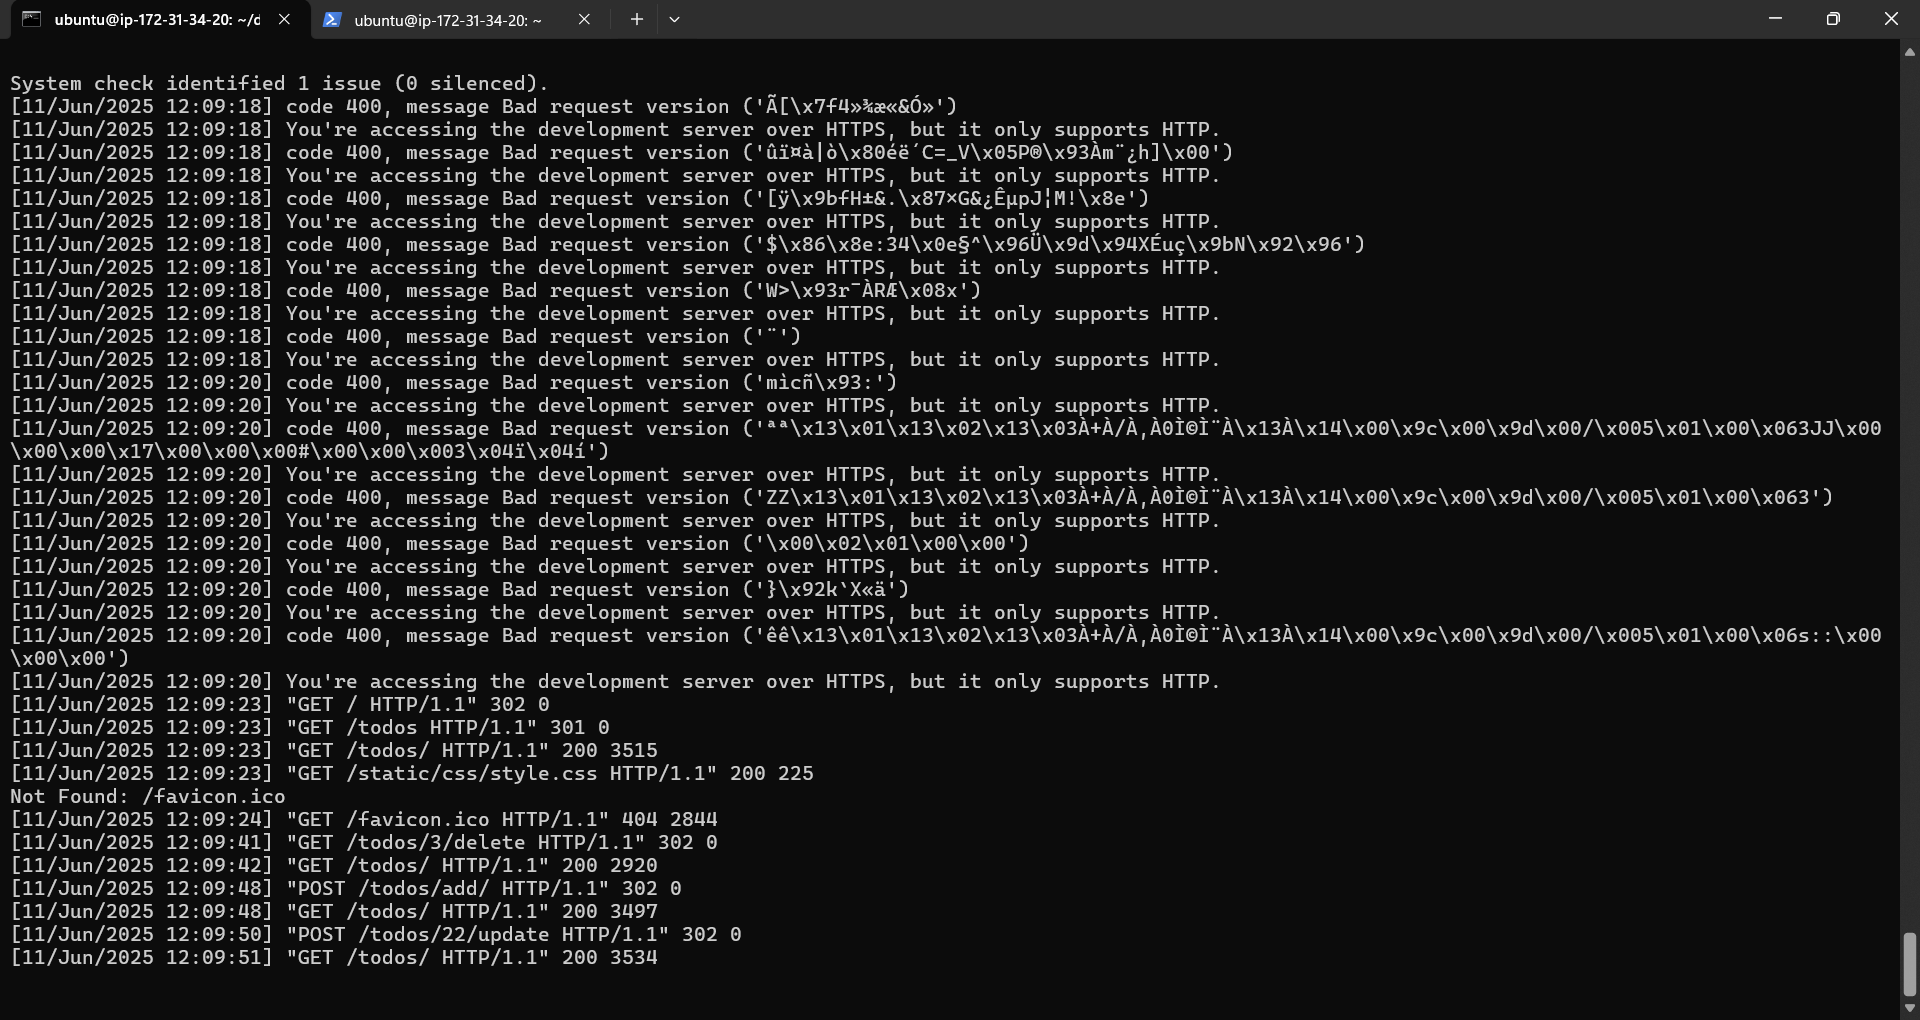 ubuntu@ip-172-31-34-20: ~/d
ubuntu@ip-172-31-34-20: ~
System check identified 1 issue (0 silenced).
[11/Jun/2025 12:09:18] code 400, message Bad request version ('Ã[\x7f4»¾æ«&Ó»')
[11/Jun/2025 12:09:18] You're accessing the development server over HTTPS, but it only supports HTTP.
[11/Jun/2025 12:09:18] code 400, message Bad request version ('ûï¤à|ò\x80éë´C=_V\x05P®\x93Àm¨¿h]\x00')
[11/Jun/2025 12:09:18] You're accessing the development server over HTTPS, but it only supports HTTP.
[11/Jun/2025 12:09:18] code 400, message Bad request version ('[ÿ\x9bfH±&.\x87×G&¿ÊµpJ¦M!\x8e')
[11/Jun/2025 12:09:18] You're accessing the development server over HTTPS, but it only supports HTTP.
[11/Jun/2025 12:09:18] code 400, message Bad request version ('$\x86\x8e:34\x0e§^\x96Ü\x9d\x94XÉuç\x9bN\x92\x96')
[11/Jun/2025 12:09:18] You're accessing the development server over HTTPS, but it only supports HTTP.
[11/Jun/2025 12:09:18] code 400, message Bad request version ('W>\x93r¯ÀRÆ\x08x')
[11/Jun/2025 12:09:18] You're accessing the development server over HTTPS, but it only supports HTTP.
[11/Jun/2025 12:09:18] code 400, message Bad request version ('¨')
[11/Jun/2025 12:09:18] You're accessing the development server over HTTPS, but it only supports HTTP.
[11/Jun/2025 12:09:20] code 400, message Bad request version ('mìcñ\x93:')
[11/Jun/2025 12:09:20] You're accessing the development server over HTTPS, but it only supports HTTP.
[11/Jun/2025 12:09:20] code 400, message Bad request version ('ªª\x13\x01\x13\x02\x13\x03À+À/À,À0Ì©Ì¨À\x13À\x14\x00\x9c\x00\x9d\x00/\x005\x01\x00\x063JJ\x00
\x00\x00\x17\x00\x00\x00#\x00\x00\x003\x04ï\x04í')
[11/Jun/2025 12:09:20] You're accessing the development server over HTTPS, but it only supports HTTP.
[11/Jun/2025 12:09:20] code 400, message Bad request version ('ZZ\x13\x01\x13\x02\x13\x03À+À/À,À0Ì©Ì¨À\x13À\x14\x00\x9c\x00\x9d\x00/\x005\x01\x00\x063')
[11/Jun/2025 12:09:20] You're accessing the development server over HTTPS, but it only supports HTTP.
[11/Jun/2025 12:09:20] code 400, message Bad request version ('\x00\x02\x01\x00\x00')
[11/Jun/2025 12:09:20] You're accessing the development server over HTTPS, but it only supports HTTP.
[11/Jun/2025 12:09:20] code 400, message Bad request version ('}\x92k`X«ä')
[11/Jun/2025 12:09:20] You're accessing the development server over HTTPS, but it only supports HTTP.
[11/Jun/2025 12:09:20] code 400, message Bad request version ('êê\x13\x01\x13\x02\x13\x03À+À/À,À0Ì©Ì¨À\x13À\x14\x00\x9c\x00\x9d\x00/\x005\x01\x00\x06s::\x00
\x00\x00')
[11/Jun/2025 12:09:20] You're accessing the development server over HTTPS, but it only supports HTTP.
[11/Jun/2025 12:09:23] "GET / HTTP/1.1" 302 0
[11/Jun/2025 12:09:23] "GET /todos HTTP/1.1" 301 0
[11/Jun/2025 12:09:23] "GET /todos/ HTTP/1.1" 200 3515
[11/Jun/2025 12:09:23] "GET /static/css/style.css HTTP/1.1" 200 225
Not Found: /favicon.ico
[11/Jun/2025 12:09:24] "GET /favicon.ico HTTP/1.1" 404 2844
[11/Jun/2025 12:09:41] "GET /todos/3/delete HTTP/1.1" 302 0
[11/Jun/2025 12:09:42] "GET /todos/ HTTP/1.1" 200 2920
[11/Jun/2025 12:09:48] "POST /todos/add/ HTTP/1.1" 302 0
[11/Jun/2025 12:09:48] "GET /todos/ HTTP/1.1" 200 3497
[11/Jun/2025 12:09:50] "POST /todos/22/update HTTP/1.1" 302 0
[11/Jun/2025 12:09:51] "GET /todos/ HTTP/1.1" 200 3534